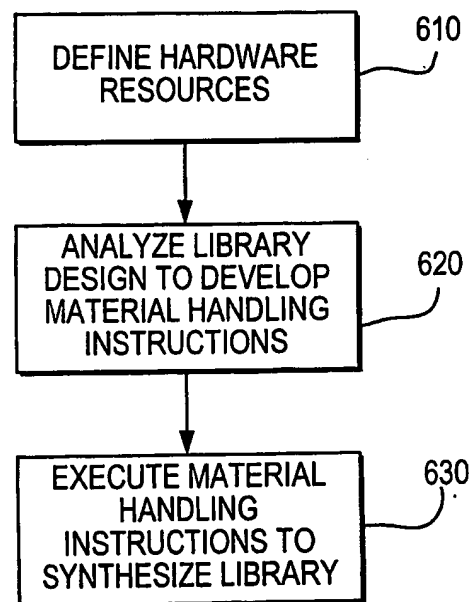 DEFINE HARDWARE
RESOURCES
610
ANALYZE LIBRARY
DESIGN TO DEVELOP
MATERIAL HANDLING
INSTRUCTIONS
620
EXECUTE MATERIAL
HANDLING
INSTRUCTIONS TO
SYNTHESIZE LIBRARY
630